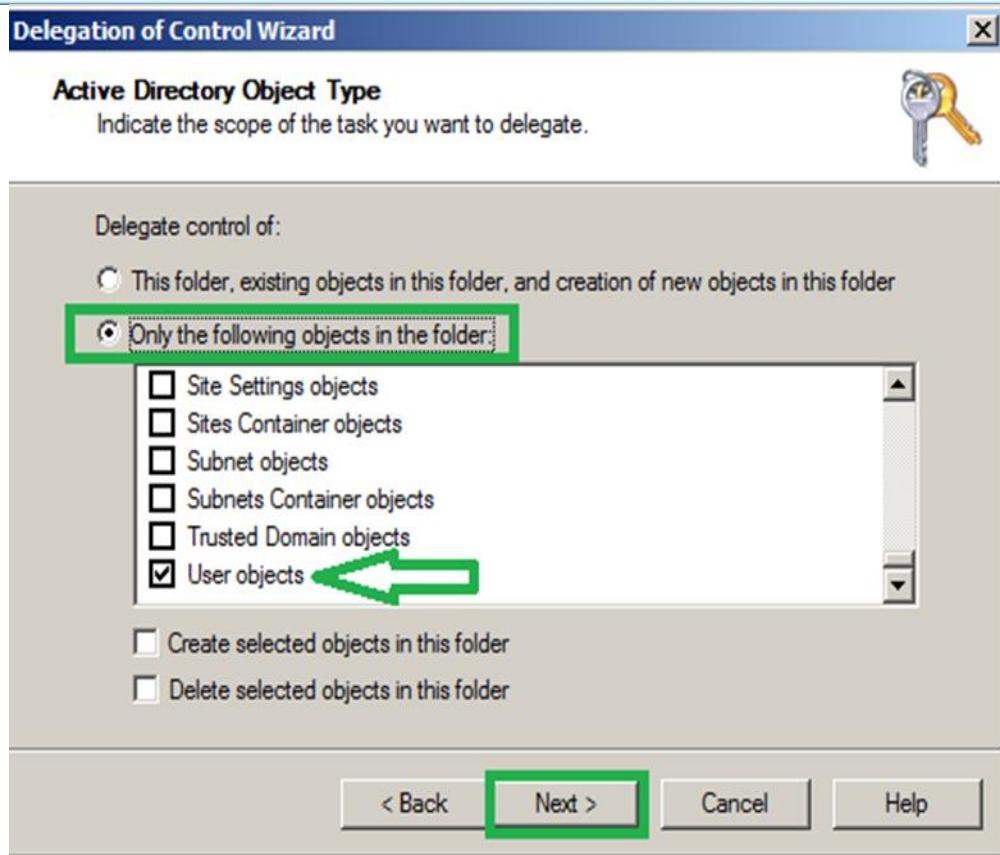 Delegation of Control Wizard
Active Directory Object Type
Indicate the scope of the task you want to delegate.
Delegate control of:
This folder, existing objects in this folder, and creation of new objects in this folder
Only the following objects in the folder:
Site Settings objects
Sites Container objects
Subnet objects
Subnets Container objects
Trusted Domain objects
User objects
Create selected objects in this folder
Delete selected objects in this folder
< Back Next > Cancel Help